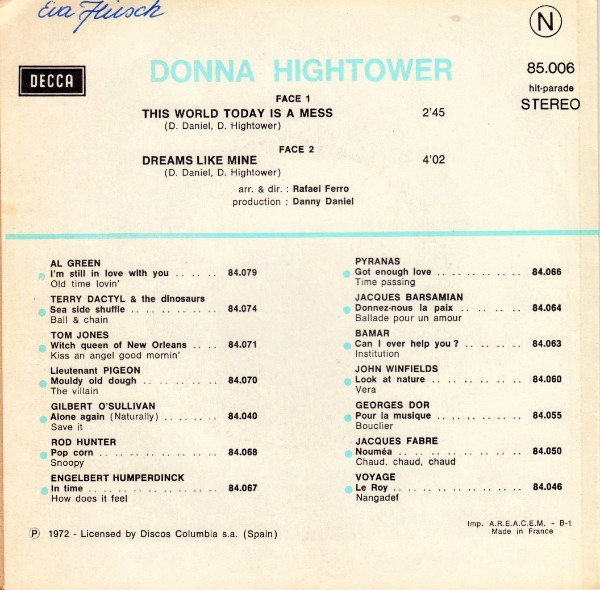 Eva Flusch
N
DECCA
DONNA HIGHTOWER
85.006
hit-parade
STEREO
FACE 1
THIS WORLD TODAY IS A MESS 2'45
(D. Daniel, D. Hightower)
FACE 2
DREAMS LIKE MINE 4'02
(D. Daniel, D. Hightower)
arr. & dir. : Rafael Ferro
production : Danny Daniel
AL GREEN
I'm still in love with you . . . . . 84.079
Old time lovin'
TERRY DACTYL & the dinosaurs
Sea side shuffle . . . . . . . . . . 84.074
Ball & chain
TOM JONES
Witch queen of New Orleans . . . 84.071
Kiss an angel good mornin'
Lieutenant PIGEON
Mouldy old dough . . . . . . . . . 84.070
The villain
GILBERT O'SULLIVAN
Alone again (Naturally) . . . . . . 84.040
Save it
ROD HUNTER
Pop corn . . . . . . . . . . . . . . 84.068
Snoopy
ENGELBERT HUMPERDINCK
In time . . . . . . . . . . . . . . . 84.067
How does it feel
PYRANAS
Got enough love . . . . . . . . . . 84.066
Time passing
JACQUES BARSAMIAN
Donnez-nous la paix . . . . . . . . 84.064
Ballade pour un amour
BAMAR
Can I ever help you ? . . . . . . . 84.063
Institution
JOHN WINFIELDS
Look at nature . . . . . . . . . . . 84.060
Vera
GEORGES DOR
Pour la musique . . . . . . . . . . 84.055
Bouclier
JACQUES FABRE
Nouméa . . . . . . . . . . . . . . . 84.050
Chaud, chaud, chaud
VOYAGE
Le Roy . . . . . . . . . . . . . . . 84.046
Nangadef
Ⓟ 1972 - Licensed by Discos Columbia s.a. (Spain)
Imp. A.R.E.A.C.E.M. - B-1
Made in France